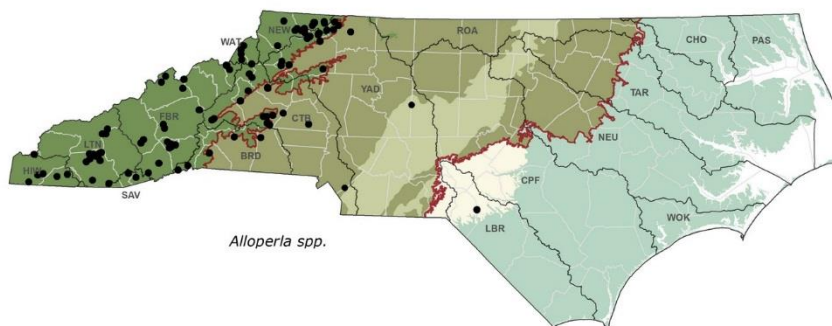 NEW
ROA
CHO
PAS
WAT
YAD
TAR
FBR
CTB
LTN
NEU
BRD
HIW
CPF
SAV
WOK
LBR
Alloperla spp.